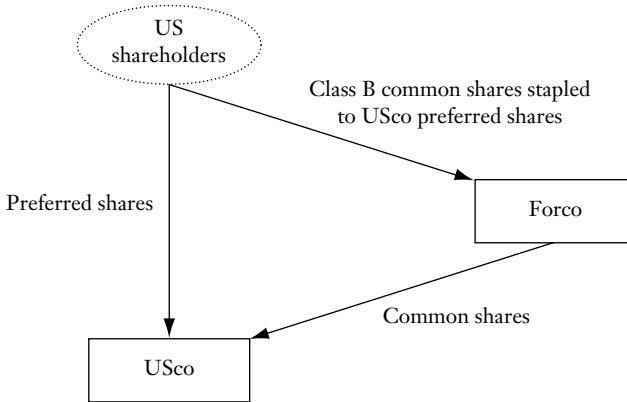 US
shareholders
Class B common shares stapled
to USco preferred shares
Preferred shares
Forco
Common shares
USco